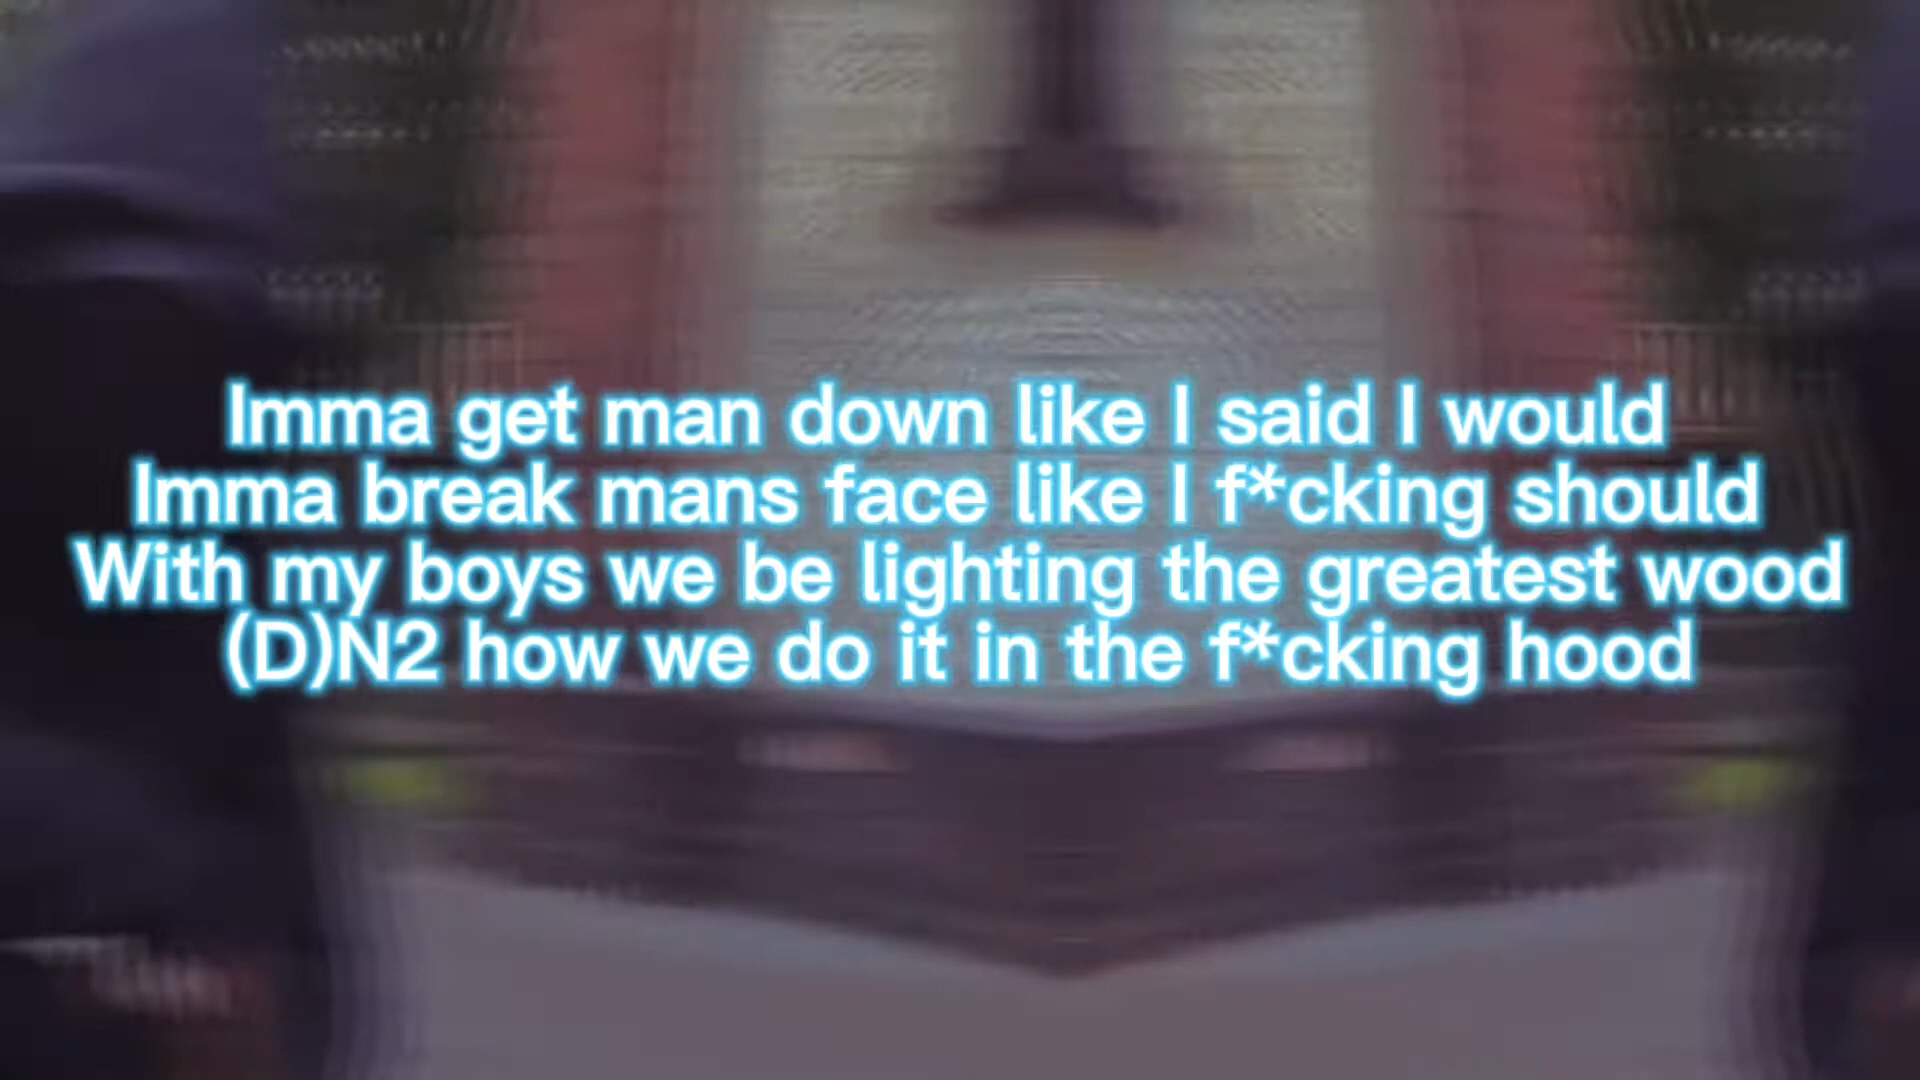 Imma get man down like I said I would
Imma break mans face like I f*cking should
With my boys we be lighting the greatest wood
(D)N2 how we do it in the f*cking hood